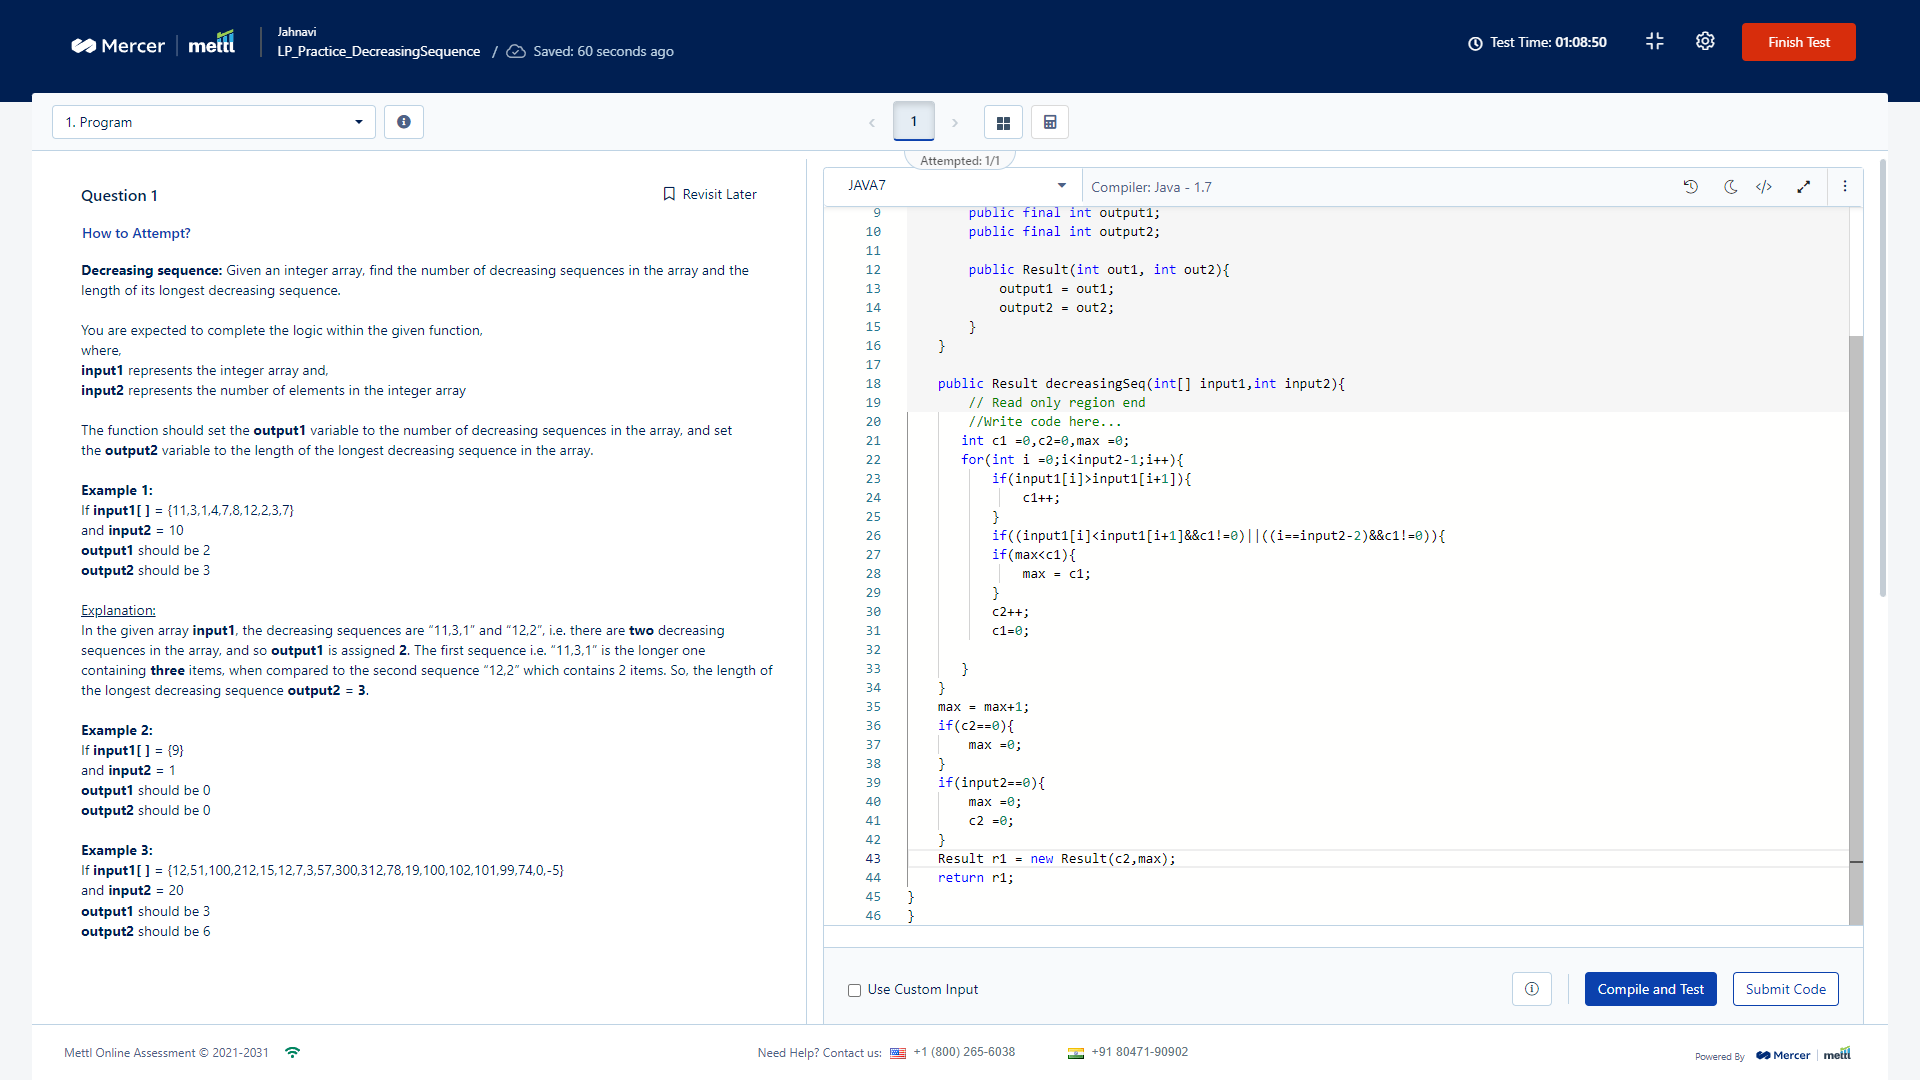 Mercer mettl
Jahnavi
LP_Practice_DecreasingSequence / Saved: 60 seconds ago
Test Time: 01:08:50
Finish Test
1. Program
1
Attempted: 1/1
Question 1
Revisit Later
How to Attempt?
Decreasing sequence: Given an integer array, find the number of decreasing sequences in the array and the
length of its longest decreasing sequence.
You are expected to complete the logic within the given function,
where,
input1 represents the integer array and,
input2 represents the number of elements in the integer array
The function should set the output1 variable to the number of decreasing sequences in the array, and set
the output2 variable to the length of the longest decreasing sequence in the array.
Example 1:
If input1[ ] = {11,3,1,4,7,8,12,2,3,7}
and input2 = 10
output1 should be 2
output2 should be 3
Explanation:
In the given array input1, the decreasing sequences are “11,3,1” and “12,2”, i.e. there are two decreasing
sequences in the array, and so output1 is assigned 2. The first sequence i.e. “11,3,1” is the longer one
containing three items, when compared to the second sequence “12,2” which contains 2 items. So, the length of
the longest decreasing sequence output2 = 3.
Example 2:
If input1[ ] = {9}
and input2 = 1
output1 should be 0
output2 should be 0
Example 3:
If input1[ ] = {12,51,100,212,15,12,7,3,57,300,312,78,19,100,102,101,99,74,0,-5}
and input2 = 20
output1 should be 3
output2 should be 6
JAVA7
Compiler: Java - 1.7
9 public final int output1;
10 public final int output2;
11
12 public Result(int out1, int out2){
13 output1 = out1;
14 output2 = out2;
15 }
16 }
17
18 public Result decreasingSeq(int[] input1,int input2){
19 // Read only region end
20 //Write code here...
21 int c1 =0,c2=0,max =0;
22 for(int i =0;i<input2-1;i++){
23 if(input1[i]>input1[i+1]){
24 c1++;
25 }
26 if((input1[i]<input1[i+1]&&c1!=0)||((i==input2-2)&&c1!=0)){
27 if(max<c1){
28 max = c1;
29 }
30 c2++;
31 c1=0;
32
33 }
34 }
35 max = max+1;
36 if(c2==0){
37 max =0;
38 }
39 if(input2==0){
40 max =0;
41 c2 =0;
42 }
43 Result r1 = new Result(c2,max);
44 return r1;
45 }
46 }
Use Custom Input
Compile and Test
Submit Code
Mettl Online Assessment © 2021-2031
Need Help? Contact us: +1 (800) 265-6038
+91 80471-90902
Powered By Mercer mettl